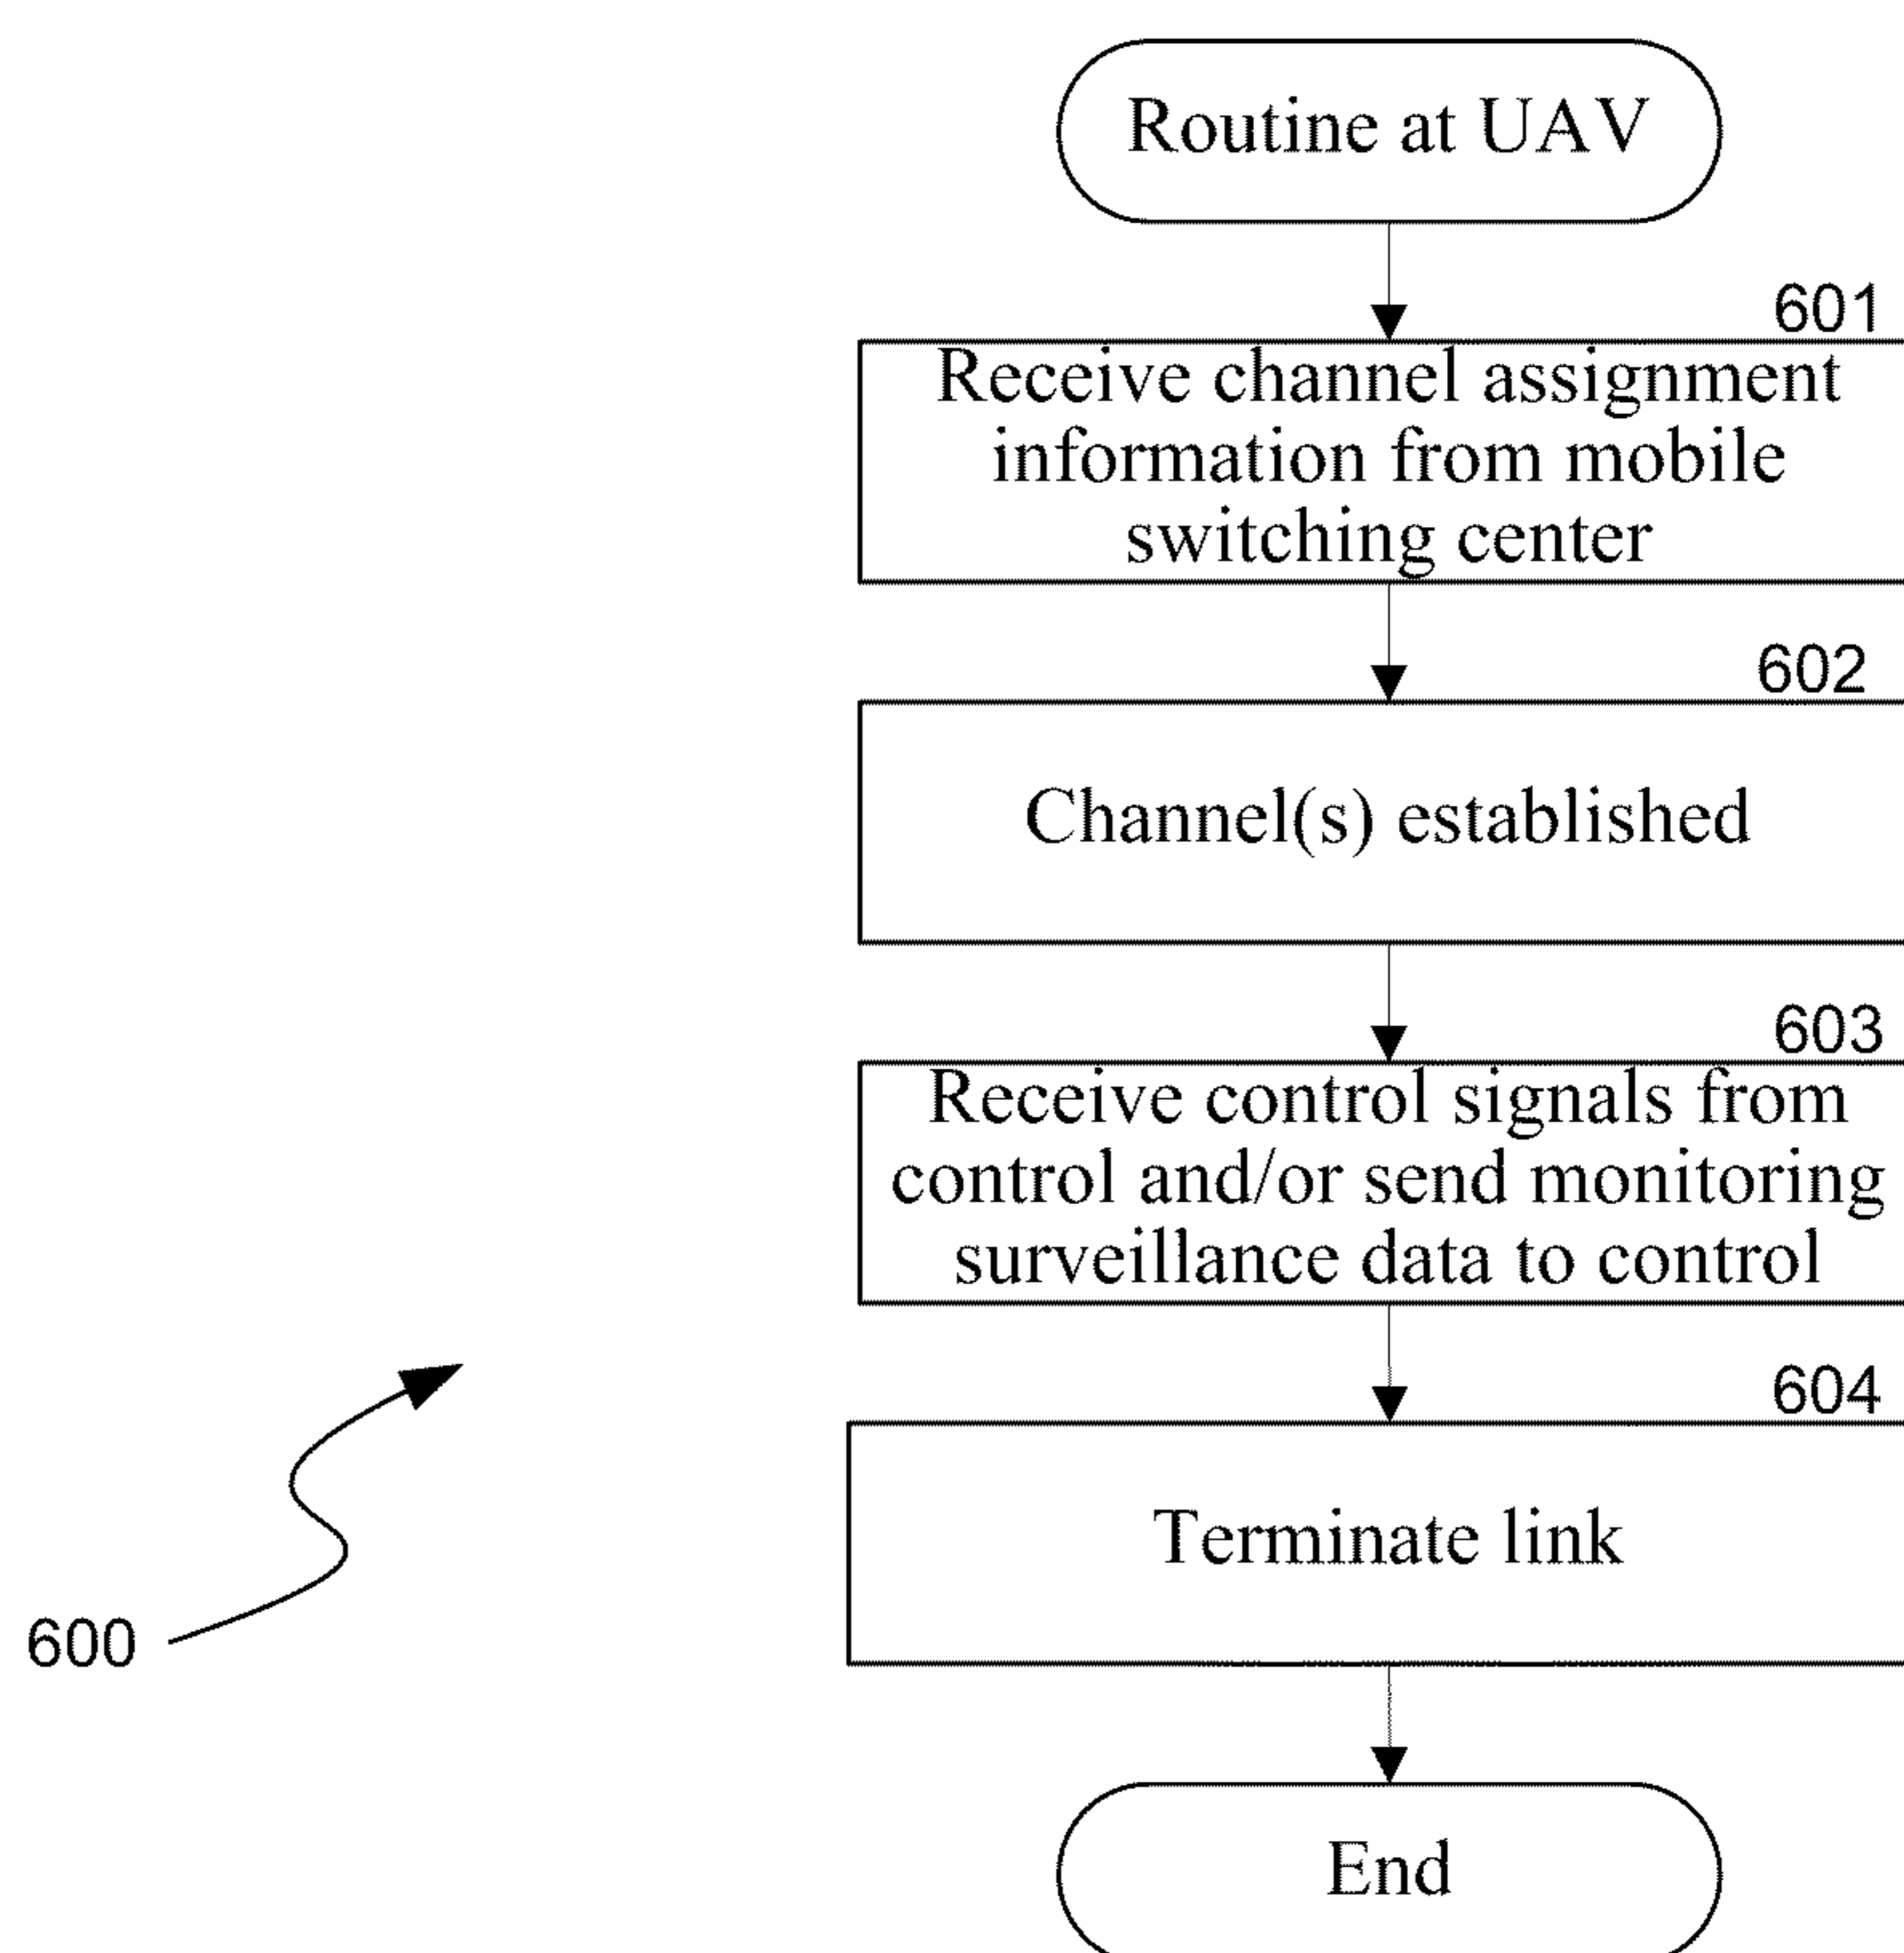 Routine at UAV
601
Receive channel assignment
information from mobile
switching center
602
Channel(s) established
603
Receive control signals from
control and/or send monitoring
surveillance data to control
604
Terminate link
600
End